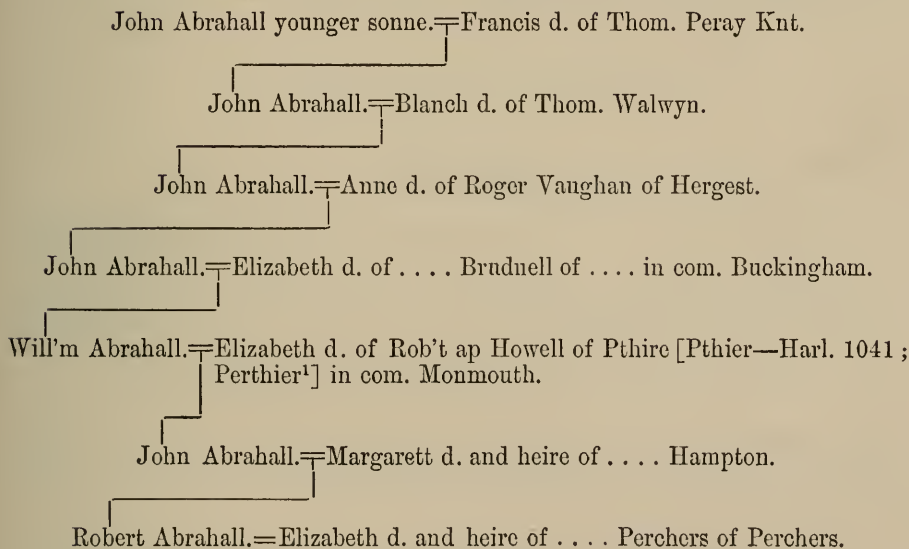 John Abrahall younger sonne.=Francis d. of Thom. Peray Knt.
John Abrahall.=Blanch d. of Thom. Walwyn.
John Abrahall.=Anne d. of Roger Vaughan of Hergest.
John Abrahall.=Elizabeth d. of . . . . Brudnell of . . . . in com. Buckingham.
Will'm Abrahall.=Elizabeth d. of Rob't ap Howell of Pthire [Pthier—Harl. 1041 ;
Perthier¹] in com. Monmouth.
John Abrahall.=Margarett d. and heire of . . . . Hampton.
Robert Abrahall.=Elizabeth d. and heire of . . . . Perchers of Perchers.